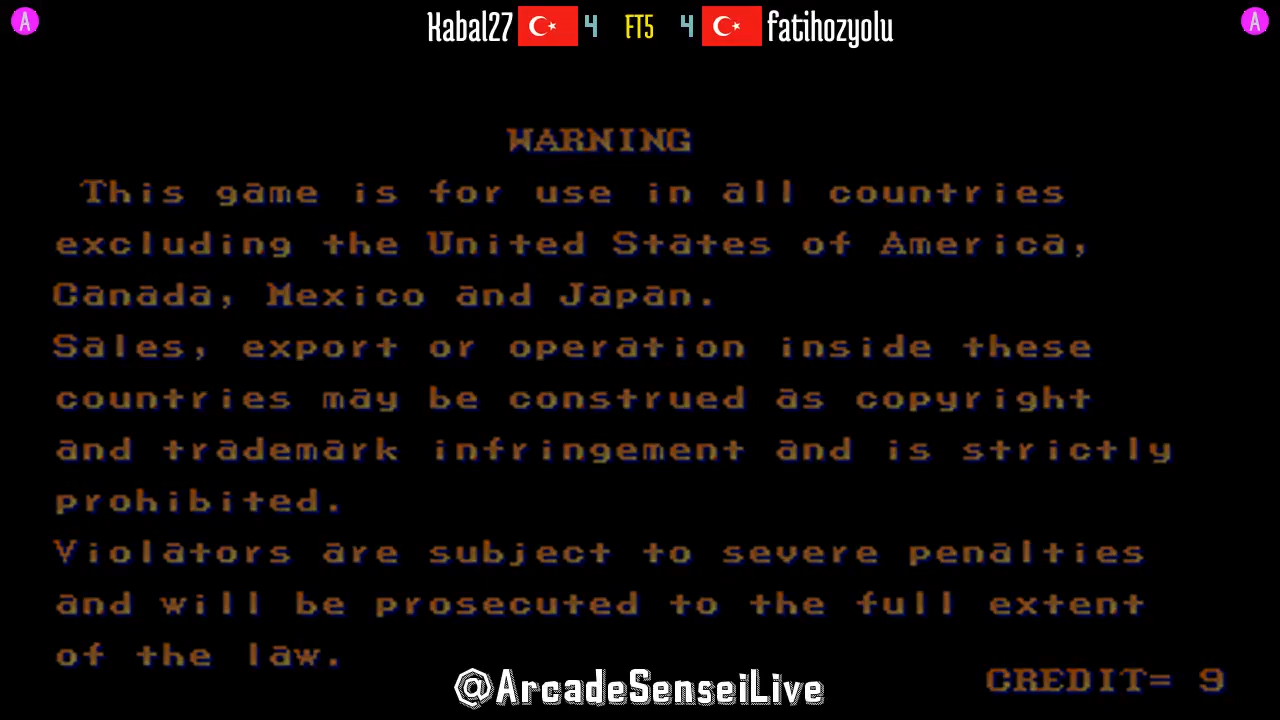 A Kabal27 4 FT5 4 fatihozyolu A
WARNING
This game is for use in all countries
excluding the United States of America,
Canada, Mexico and Japan.
Sales, export or operation inside these
countries may be construed as copyright
and trademark infringement and is strictly
prohibited.
Violators are subject to severe penalties
and will be prosecuted to the full extent
of the law.
@ArcadeSenseiLive
CREDIT= 9